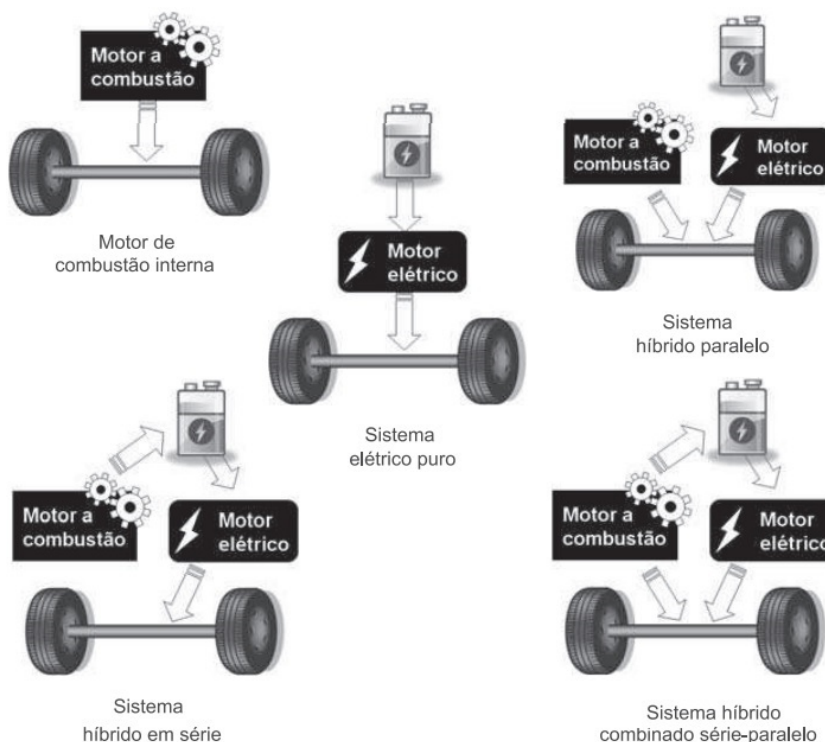 Motor a
combustão
Motor de
combustão interna
Motor
elétrico
Sistema
elétrico puro
Motor a
combustão
Motor
elétrico
Sistema
híbrido paralelo
Motor a
combustão
Motor
elétrico
Sistema
híbrido em série
Motor a
combustão
Motor
elétrico
Sistema híbrido
combinado série-paralelo